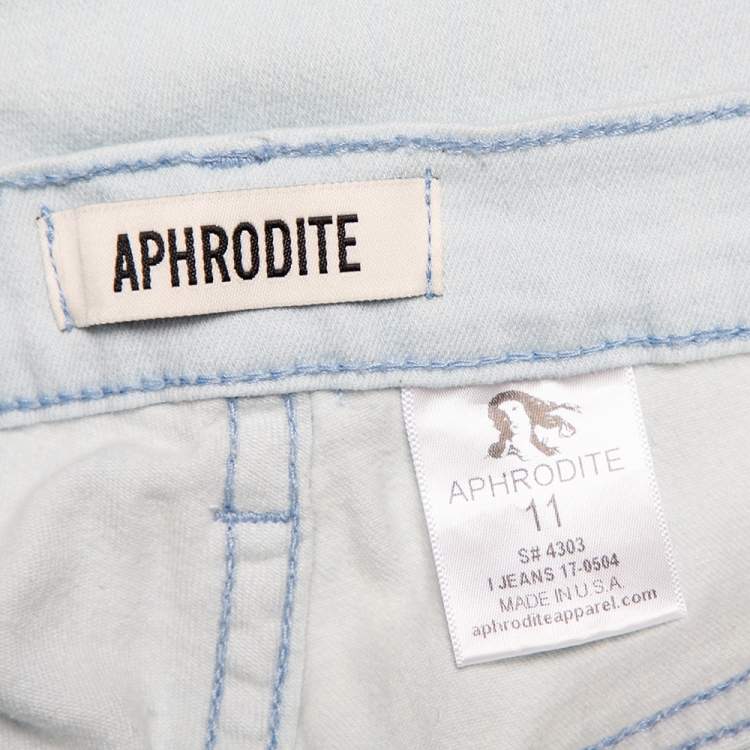 APHRODITE
APHRODITE
11
S# 4303
I JEANS 17-0504
MADE IN U.S.A.
aphroditeapparel.com